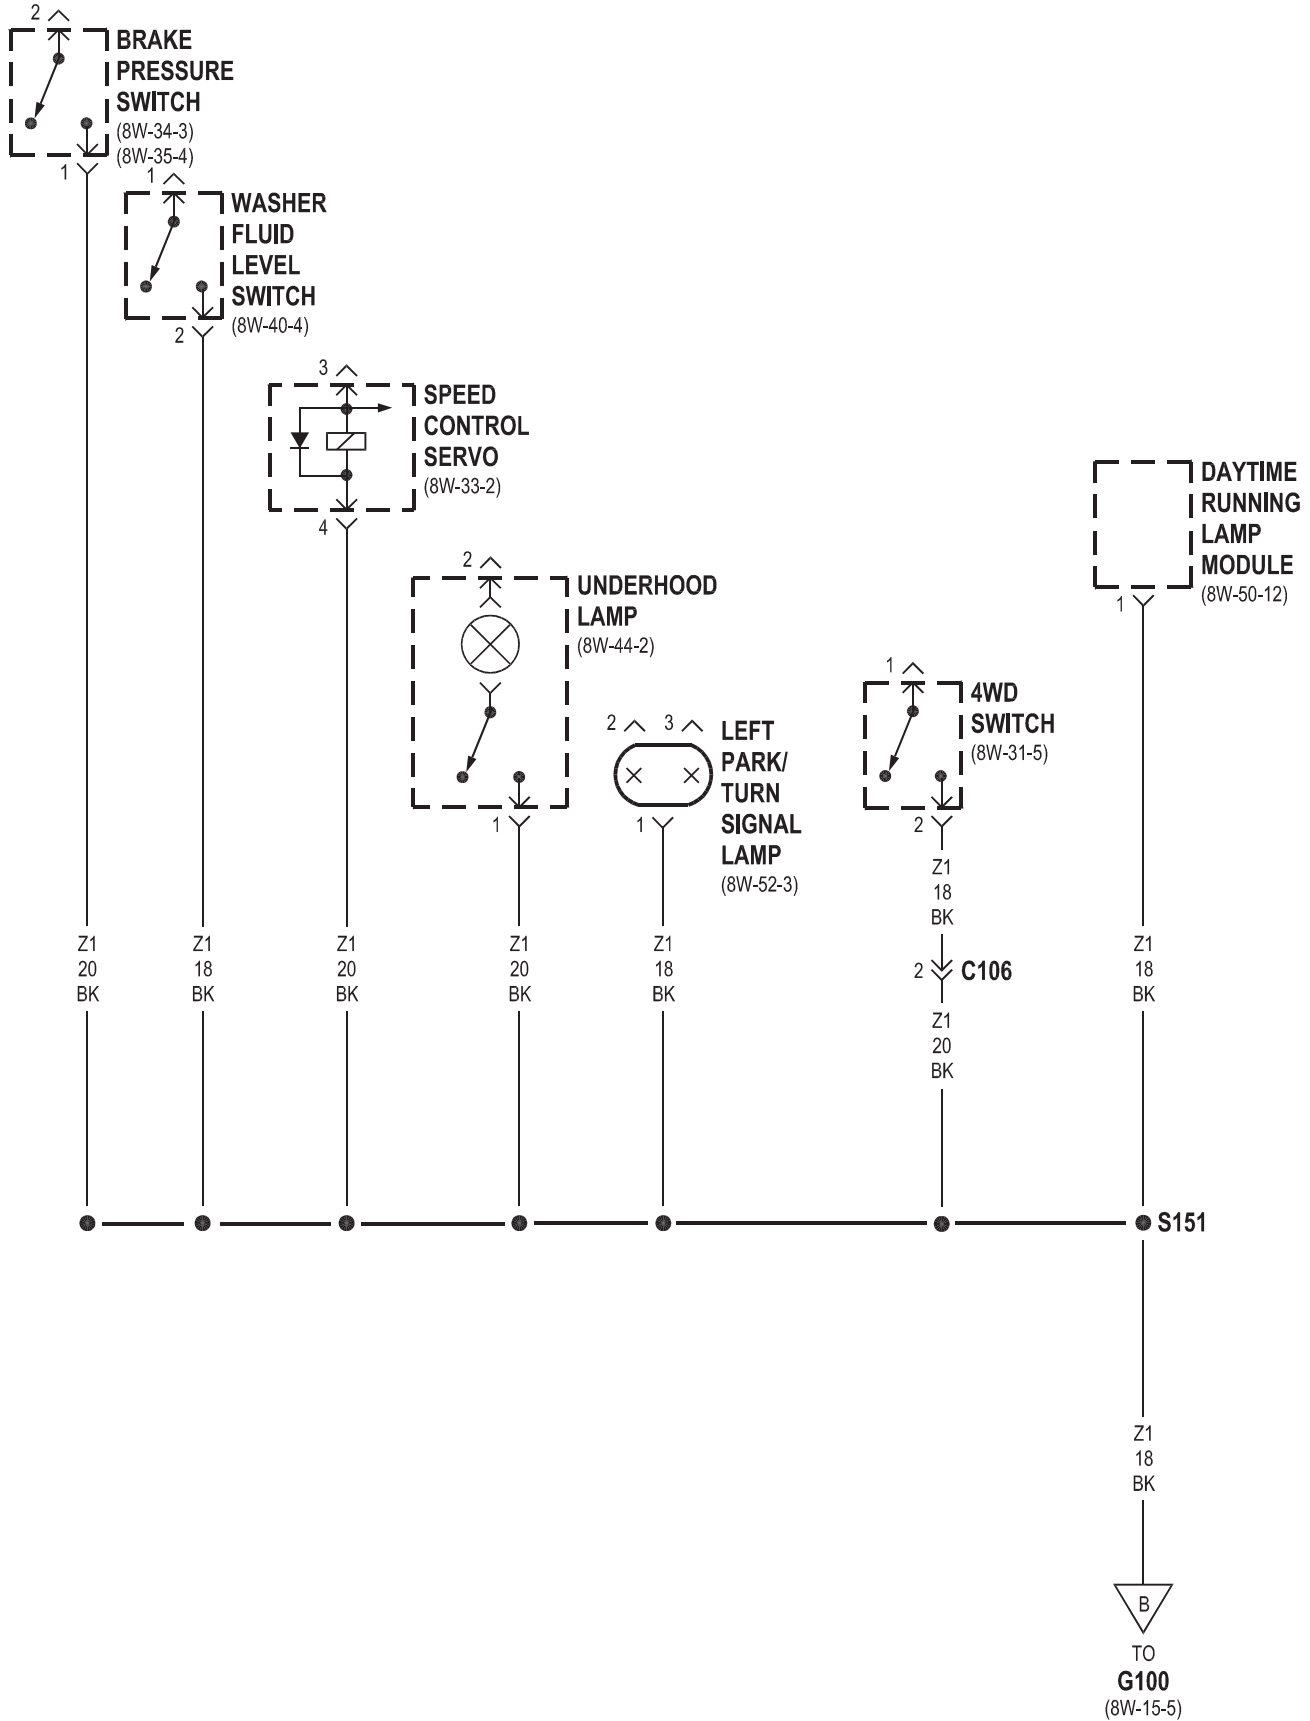 2
BRAKE
PRESSURE
SWITCH
(8W-34-3)
(8W-35-4)
1
1
WASHER
FLUID
LEVEL
SWITCH
(8W-40-4)
2
3
SPEED
CONTROL
SERVO
(8W-33-2)
4
2
UNDERHOOD
LAMP
(8W-44-2)
1
2 3
LEFT
PARK/
TURN
SIGNAL
LAMP
(8W-52-3)
1
1
4WD
SWITCH
(8W-31-5)
2
Z1
18
BK
2 C106
Z1
20
BK
DAYTIME
RUNNING
LAMP
MODULE
(8W-50-12)
1
Z1
20
BK
Z1
18
BK
Z1
20
BK
Z1
20
BK
Z1
18
BK
Z1
18
BK
S151
Z1
18
BK
B
TO
G100
(8W-15-5)